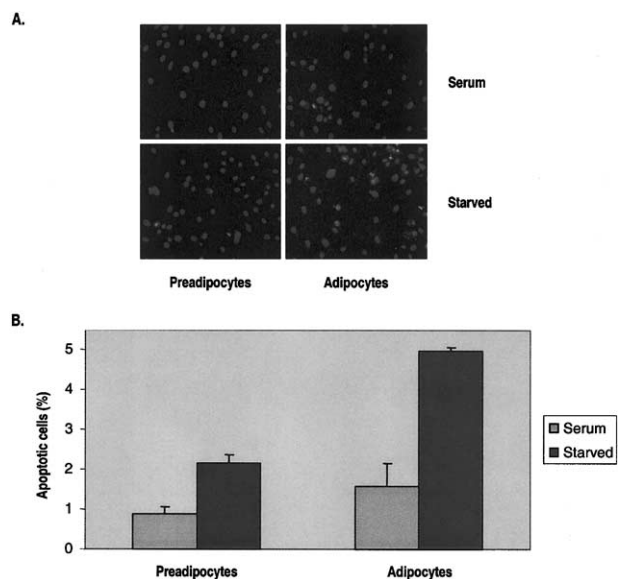 A.
Serum
Starved
Preadipocytes Adipocytes
B.
Apoptotic cells (%)
5
4
3
2
1
0
Serum
Starved
Preadipocytes Adipocytes